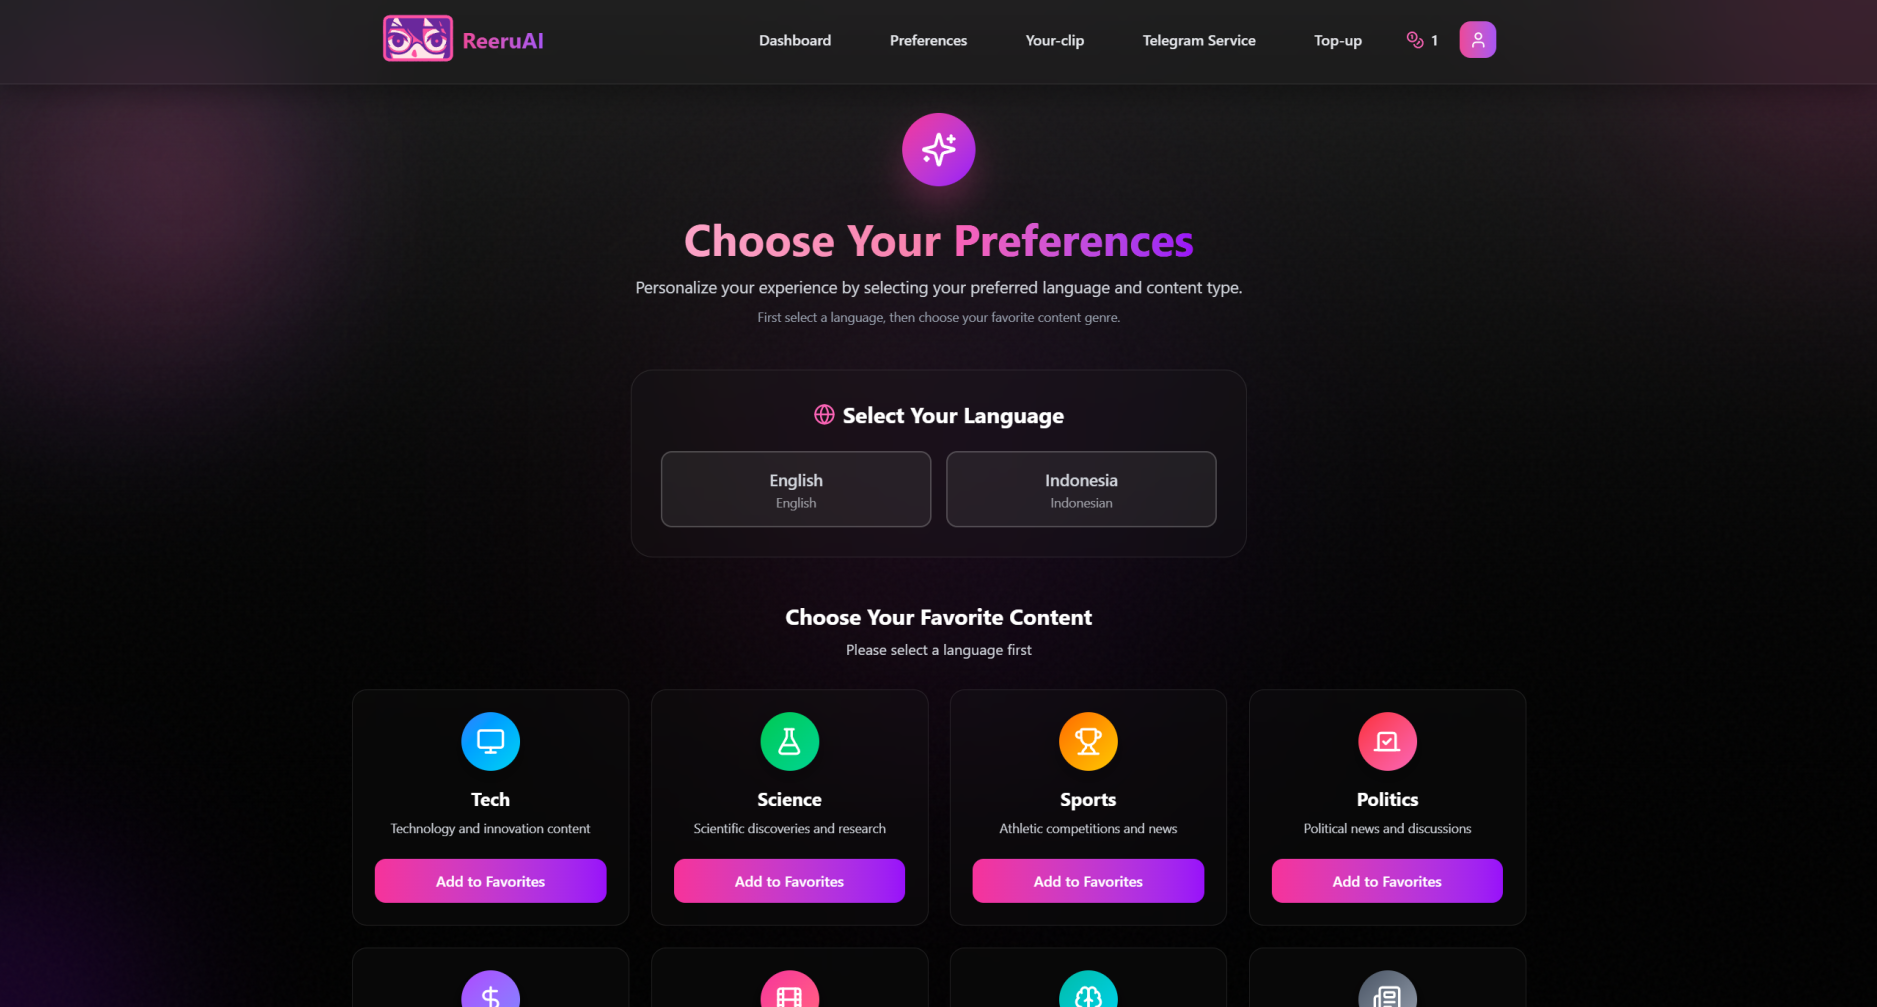 ReeruAI
Dashboard
Preferences
Your-clip
Telegram Service
Top-up
1
Choose Your Preferences
Personalize your experience by selecting your preferred language and content type.
First select a language, then choose your favorite content genre.
Select Your Language
English
English
Indonesia
Indonesian
Choose Your Favorite Content
Please select a language first
Tech
Technology and innovation content
Add to Favorites
Science
Scientific discoveries and research
Add to Favorites
Sports
Athletic competitions and news
Add to Favorites
Politics
Political news and discussions
Add to Favorites